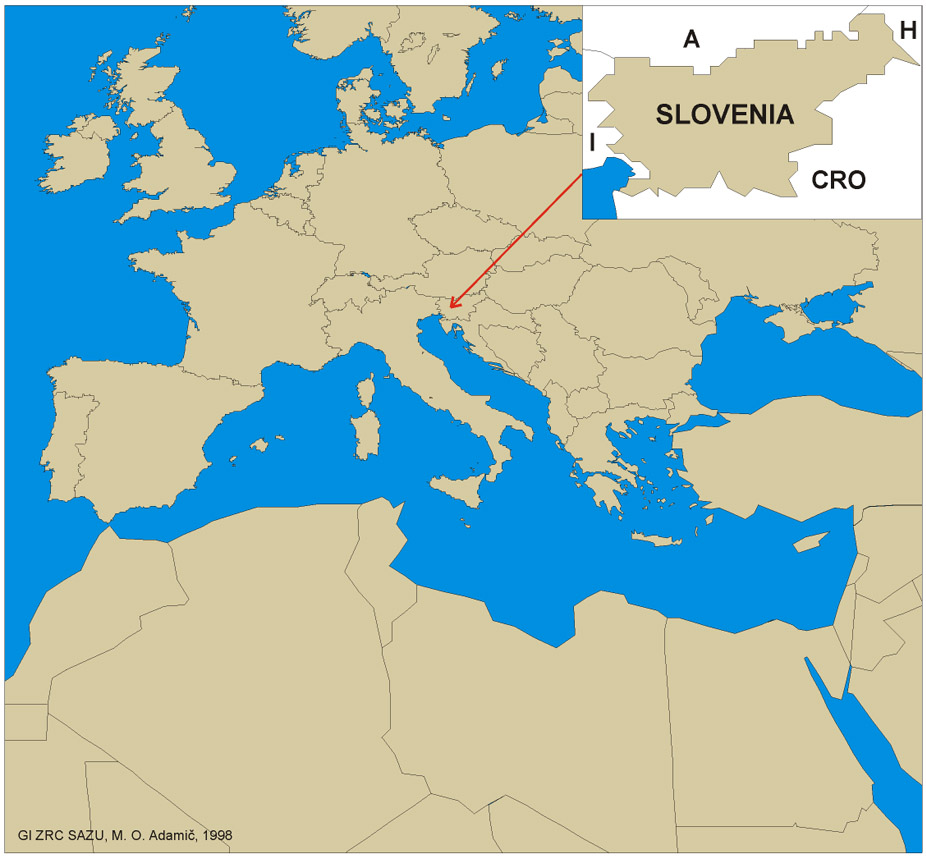 A
H
SLOVENIA
I
CRO
GI ZRC SAZU, M. O. Adamič, 1998